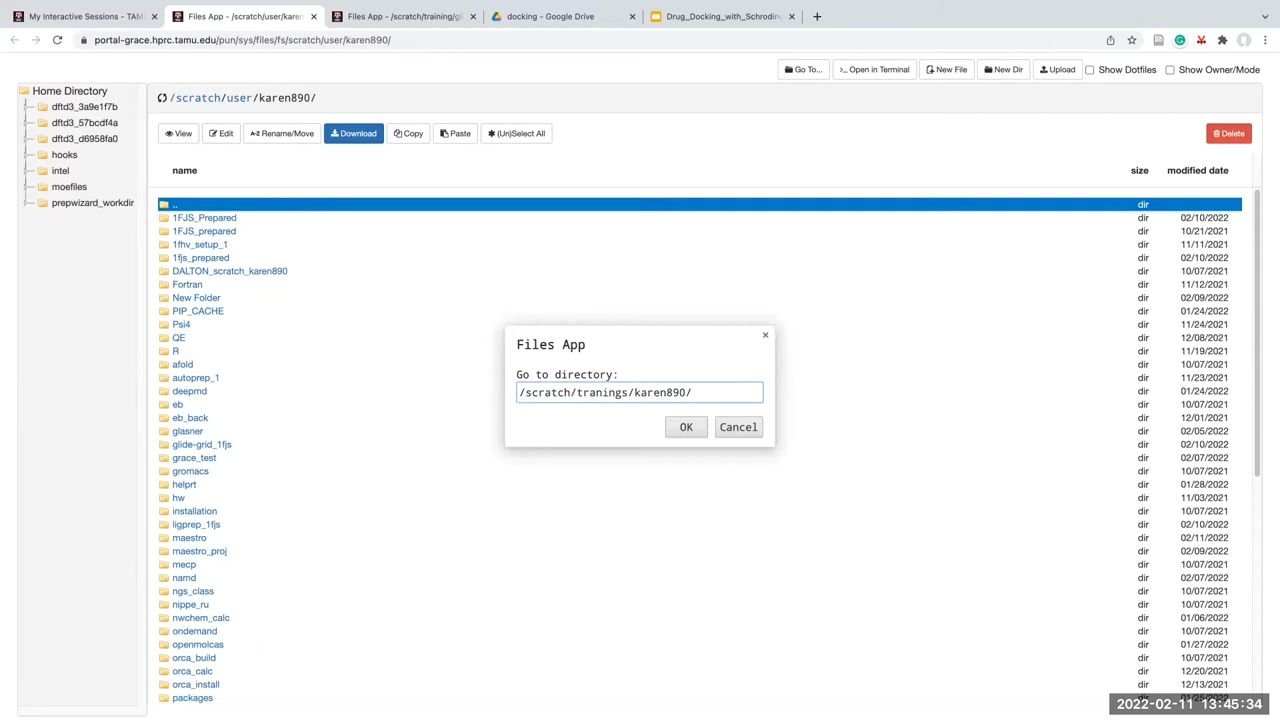 My Interactive Sessions - TAM
Files App - /scratch/user/karen
Files App - /scratch/training/gl
docking - Google Drive
Drug_Docking_with_Schroding
portal-grace.hprc.tamu.edu/pun/sys/files/fs/scratch/user/karen890/
Go To... >_Open in Terminal New File New Dir Upload Show Dotfiles Show Owner/Mode
Home Directory
dftd3_3a9e1f7b
dftd3_57bcdf4a
dftd3_d6958fa0
hooks
intel
moefiles
prepwizard_workdir
/scratch/user/karen890/
View Edit A-Z Rename/Move Download Copy Paste (Un)Select All Delete
name size modified date
.. dir
1FJS_Prepared dir 02/10/2022
1FJS_prepared dir 10/21/2021
1fhv_setup_1 dir 11/11/2021
1fjs_prepared dir 02/10/2022
DALTON_scratch_karen890 dir 10/07/2021
Fortran dir 11/12/2021
New Folder dir 02/09/2022
PIP_CACHE dir 01/24/2022
Psi4 dir 11/24/2021
QE dir 12/08/2021
R dir 11/19/2021
afold dir 10/07/2021
autoprep_1 dir 11/23/2021
deepmd dir 01/24/2022
eb dir 10/07/2021
eb_back dir 12/01/2021
glasner dir 02/05/2022
glide-grid_1fjs dir 02/10/2022
grace_test dir 02/07/2022
gromacs dir 10/07/2021
helprt dir 01/28/2022
hw dir 11/03/2021
installation dir 10/07/2021
ligprep_1fjs dir 02/10/2022
maestro dir 02/11/2022
maestro_proj dir 02/09/2022
mecp dir 10/07/2021
namd dir 02/07/2022
ngs_class dir 10/07/2021
nippe_ru dir 10/07/2021
nwchem_calc dir 01/06/2022
ondemand dir 10/07/2021
openmolcas dir 01/27/2022
orca_build dir 10/07/2021
orca_calc dir 12/20/2021
orca_install dir 12/13/2021
packages
Files App
Go to directory:
/scratch/tranings/karen890/
OK Cancel
2022-02-11 13:45:34